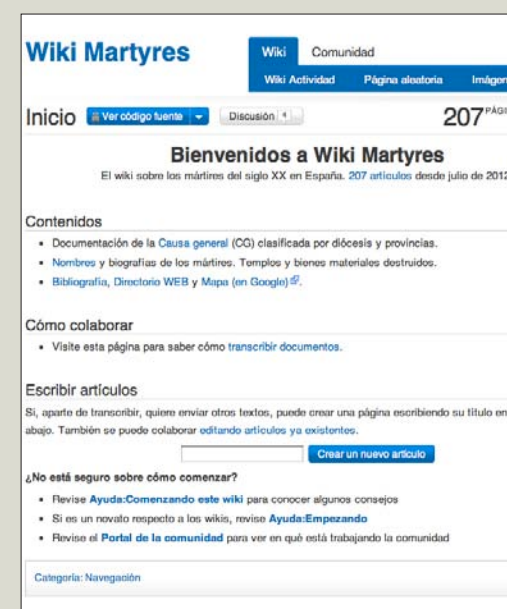 Wiki Martyres
Wiki Comunidad
Wiki Actividad Página aleatoria
Inicio Ver código fuente Discusión 4 207
Bienvenidos a Wiki Martyres
El wiki sobre los mártires del siglo XX en España. 207 artículos desde julio de 2012
Contenidos
Documentación de la Causa general (CG) clasificada por diócesis y provincias.
Nombres y biografías de los mártires. Templos y bienes materiales destruidos.
Bibliografía, Directorio WEB y Mapa (en Google).
Cómo colaborar
Visite esta página para saber cómo transcribir documentos.
Escribir artículos
Si, aparte de transcribir, quiere enviar otros textos, puede crear una página escribiendo su título en
abajo. También se puede colaborar editando artículos ya existentes.
Crear un nuevo artículo
¿No está seguro sobre cómo comenzar?
Revise Ayuda:Comenzando este wiki para conocer algunos consejos
Si es un novato respecto a los wikis, revise Ayuda:Empezando
Revise el Portal de la comunidad para ver en qué está trabajando la comunidad
Categoría: Navegación